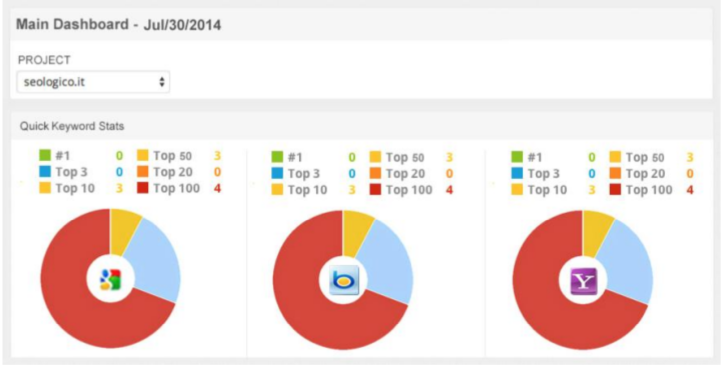 Main Dashboard - Jul/30/2014
PROJECT
seologico.it
Quick Keyword Stats
#1 0 Top 50 3
Top 3 0 Top 20 0
Top 10 3 Top 100 4
#1 0 Top 50 3
Top 3 0 Top 20 0
Top 10 3 Top 100 4
#1 0 Top 50 3
Top 3 0 Top 20 0
Top 10 3 Top 100 4
g
b
Y